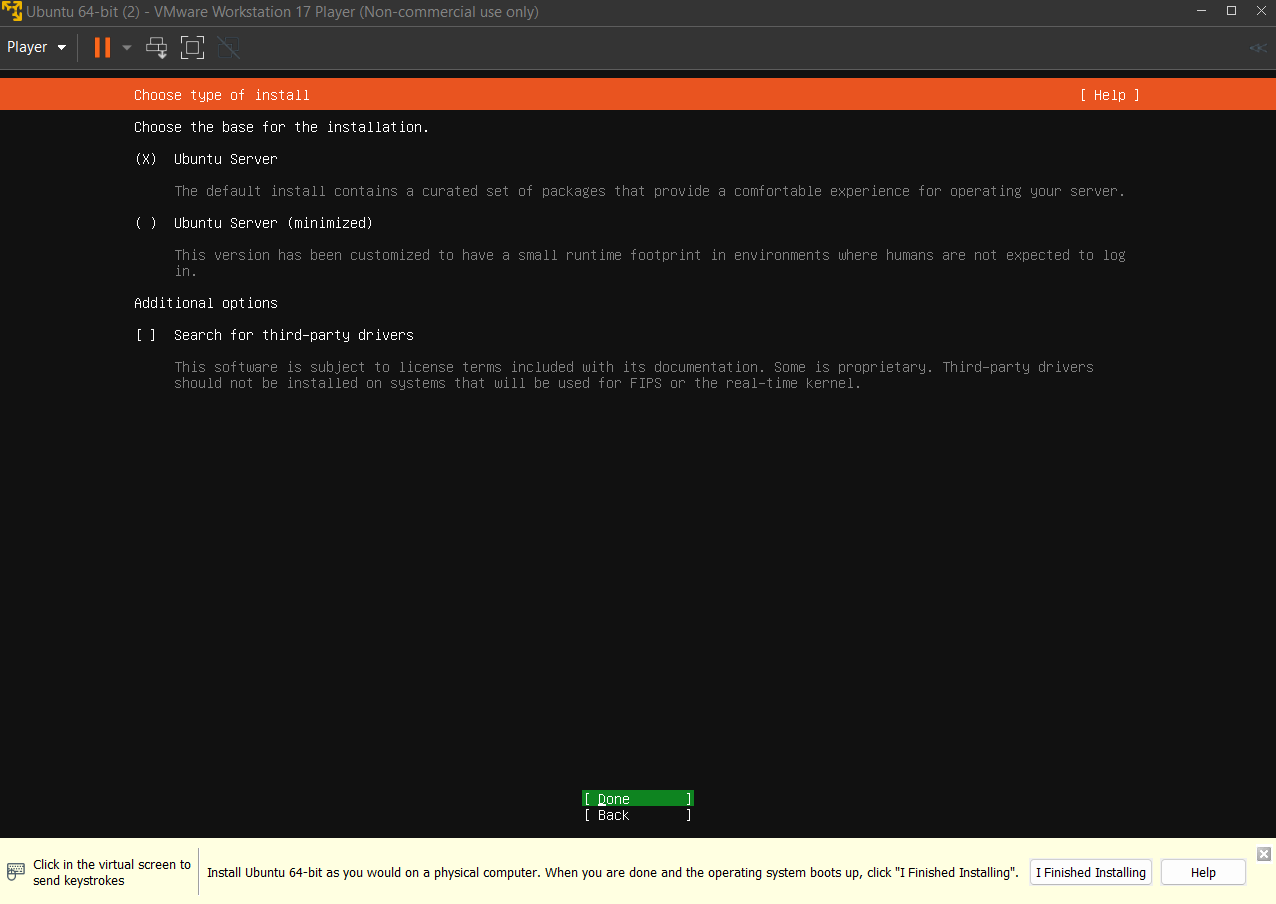 Ubuntu 64-bit (2) - VMware Workstation 17 Player (Non-commercial use only)
Player
Choose type of install [ Help ]
Choose the base for the installation.
(X) Ubuntu Server
The default install contains a curated set of packages that provide a comfortable experience for operating your server.
( ) Ubuntu Server (minimized)
This version has been customized to have a small runtime footprint in environments where humans are not expected to log
in.
Additional options
[ ] Search for third-party drivers
This software is subject to license terms included with its documentation. Some is proprietary. Third-party drivers
should not be installed on systems that will be used for FIPS or the real-time kernel.
[ Done ]
[ Back ]
Click in the virtual screen to
send keystrokes
Install Ubuntu 64-bit as you would on a physical computer. When you are done and the operating system boots up, click "I Finished Installing".
I Finished Installing
Help